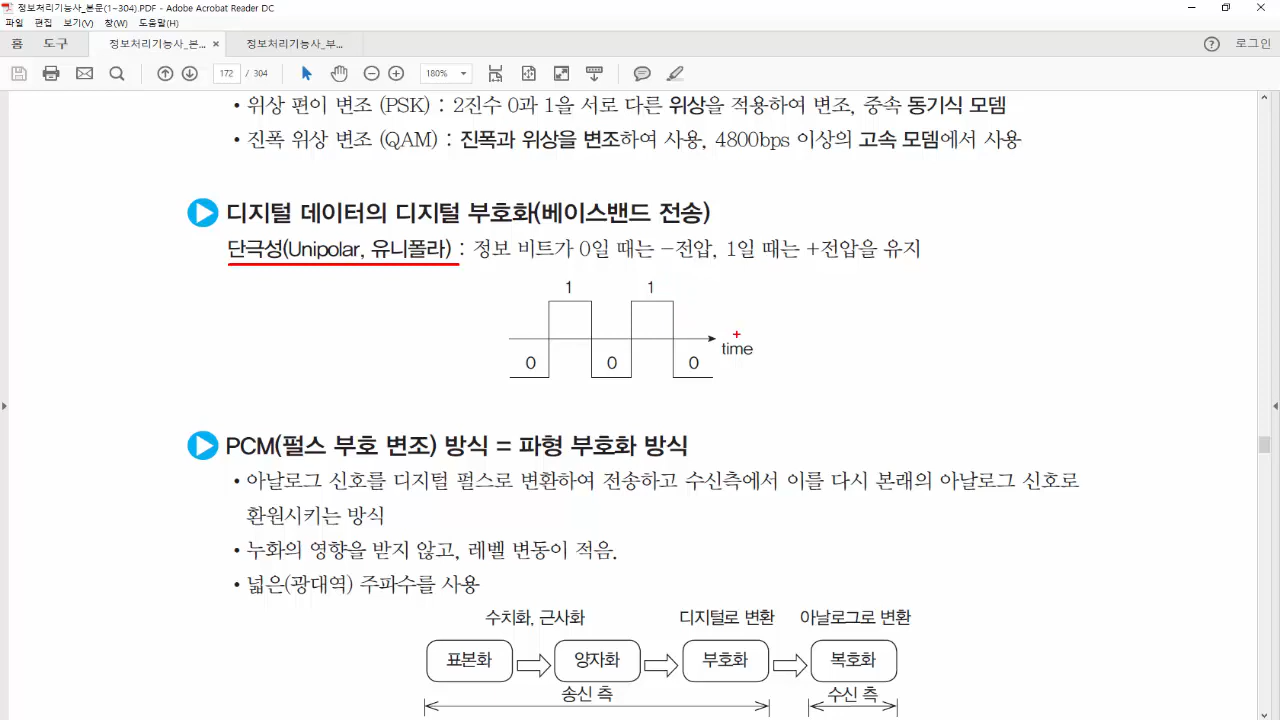 정보처리기능사_본문(1~304).PDF - Adobe Acrobat Reader DC
파일 편집 보기(V) 창(W) 도움말(H)
홈 도구 정보처리기능사_본... × 정보처리기능사_부... ? 로그인
172 / 304 180%
• 위상 편이 변조 (PSK) : 2진수 0과 1을 서로 다른 위상을 적용하여 변조, 중속 동기식 모뎀
• 진폭 위상 변조 (QAM) : 진폭과 위상을 변조하여 사용, 4800bps 이상의 고속 모뎀에서 사용
디지털 데이터의 디지털 부호화(베이스밴드 전송)
단극성(Unipolar, 유니폴라) : 정보 비트가 0일 때는 −전압, 1일 때는 +전압을 유지
1 1
time
0 0 0
PCM(펄스 부호 변조) 방식 = 파형 부호화 방식
• 아날로그 신호를 디지털 펄스로 변환하여 전송하고 수신측에서 이를 다시 본래의 아날로그 신호로
환원시키는 방식
• 누화의 영향을 받지 않고, 레벨 변동이 적음.
• 넓은(광대역) 주파수를 사용
수치화, 근사화 디지털로 변환 아날로그로 변환
표본화 양자화 부호화 복호화
송신 측 수신 측